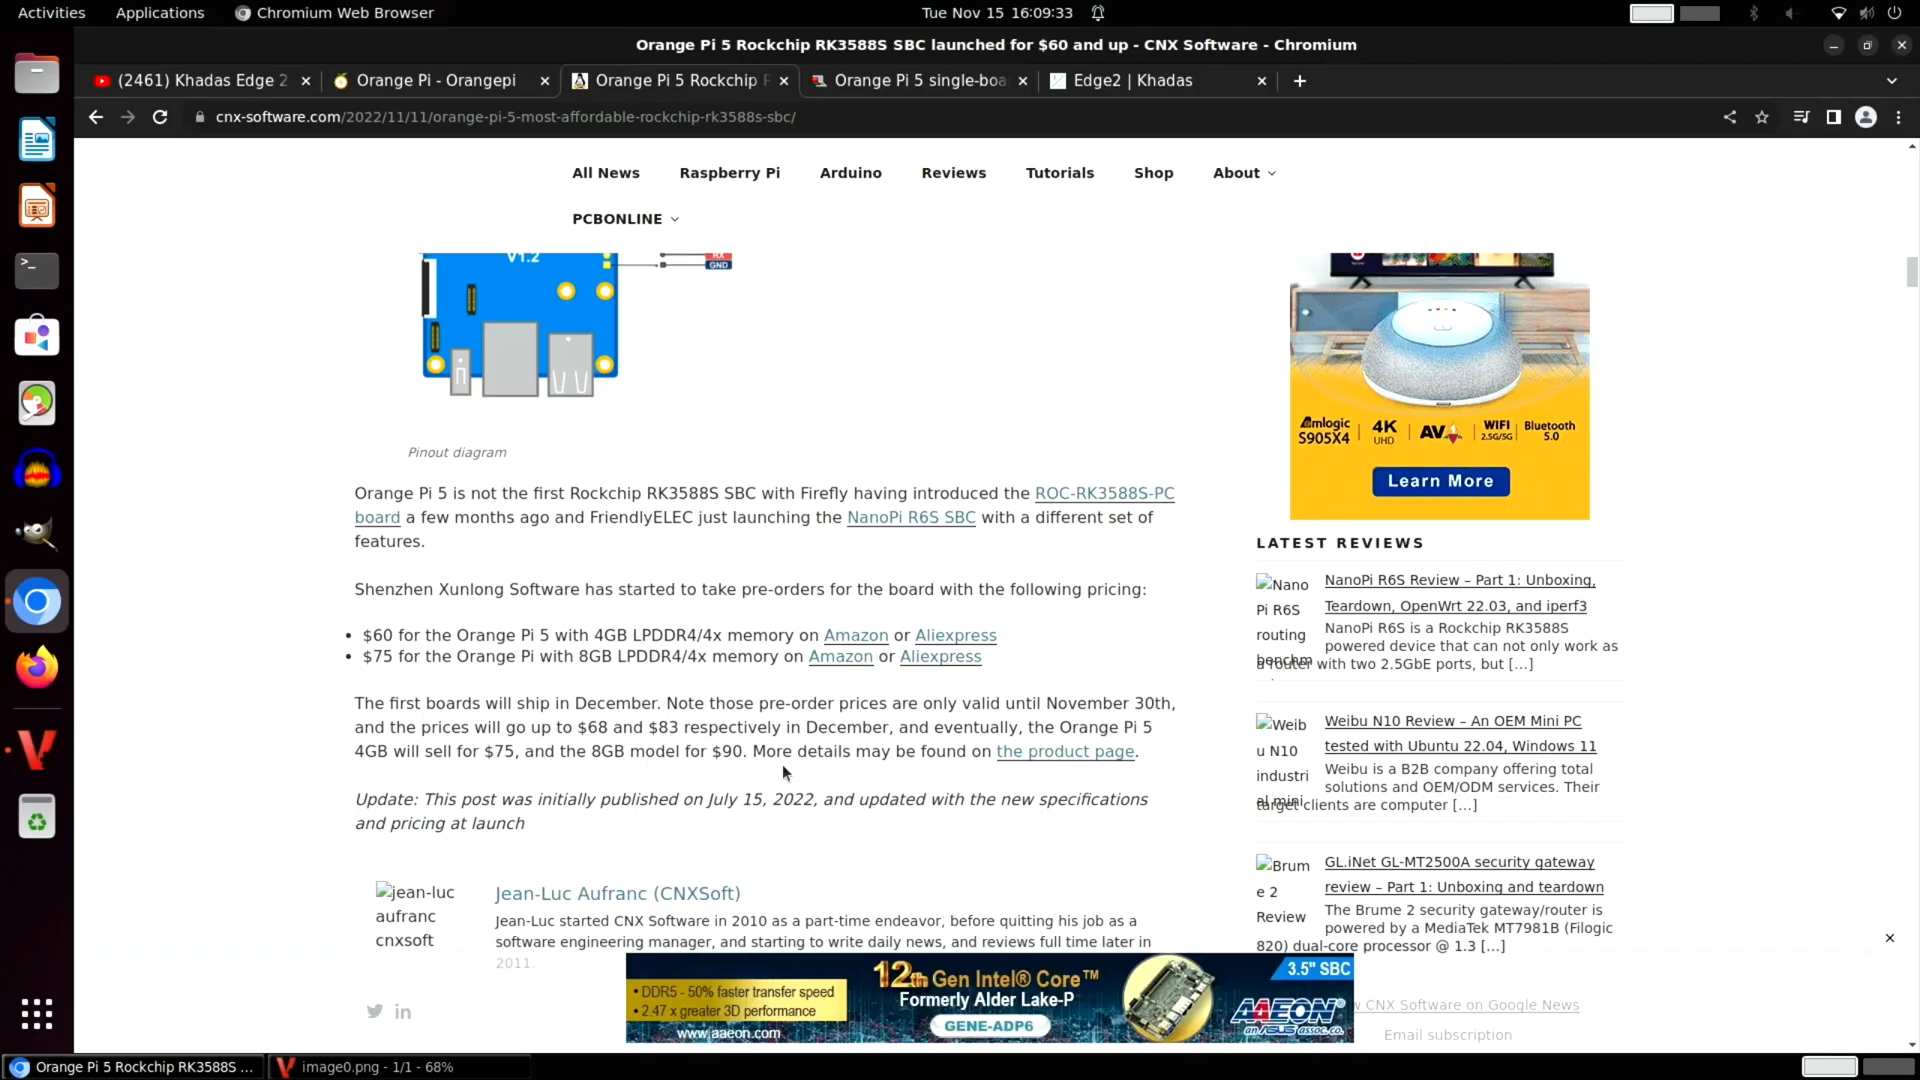 Activities Applications Chromium Web Browser Tue Nov 15 16:09:33
Orange Pi 5 Rockchip RK3588S SBC launched for $60 and up - CNX Software - Chromium
(2461) Khadas Edge 2 Orange Pi - Orangepi Orange Pi 5 Rockchip Orange Pi 5 single-boa Edge2 | Khadas
cnx-software.com/2022/11/11/orange-pi-5-most-affordable-rockchip-rk3588s-sbc/
All News Raspberry Pi Arduino Reviews Tutorials Shop About
PCBONLINE
V1.2
RX
GND
Pinout diagram
Orange Pi 5 is not the first Rockchip RK3588S SBC with Firefly having introduced the ROC-RK3588S-PC
board a few months ago and FriendlyELEC just launching the NanoPi R6S SBC with a different set of
features.
Shenzhen Xunlong Software has started to take pre-orders for the board with the following pricing:
• $60 for the Orange Pi 5 with 4GB LPDDR4/4x memory on Amazon or Aliexpress
• $75 for the Orange Pi with 8GB LPDDR4/4x memory on Amazon or Aliexpress
The first boards will ship in December. Note those pre-order prices are only valid until November 30th,
and the prices will go up to $68 and $83 respectively in December, and eventually, the Orange Pi 5
4GB will sell for $75, and the 8GB model for $90. More details may be found on the product page.
Update: This post was initially published on July 15, 2022, and updated with the new specifications
and pricing at launch
jean-luc
aufranc
cnxsoft
Jean-Luc Aufranc (CNXSoft)
Jean-Luc started CNX Software in 2010 as a part-time endeavor, before quitting his job as a
software engineering manager, and starting to write daily news, and reviews full time later in
2011.
Amlogic S905X4 4K UHD AV1 WIFI 2.5G/5G Bluetooth 5.0
Learn More
LATEST REVIEWS
Nano
Pi R6S
routing
benchm
NanoPi R6S Review – Part 1: Unboxing,
Teardown, OpenWrt 22.03, and iperf3
NanoPi R6S is a Rockchip RK3588S
powered device that can not only work as
a router with two 2.5GbE ports, but [...]
Weib
u N10
industri
al mini
Weibu N10 Review – An OEM Mini PC
tested with Ubuntu 22.04, Windows 11
Weibu is a B2B company offering total
solutions and OEM/ODM services. Their
target clients are computer [...]
Brum
e 2
Review
GL.iNet GL-MT2500A security gateway
review – Part 1: Unboxing and teardown
The Brume 2 security gateway/router is
powered by a MediaTek MT7981B (Filogic
820) dual-core processor @ 1.3 [...]
w CNX Software on Google News
Email subscription
• DDR5 - 50% faster transfer speed
• 2.47 x greater 3D performance
www.aaeon.com
12th Gen Intel® Core™
Formerly Alder Lake-P
GENE-ADP6
3.5" SBC
AAEON®
an ASUS assoc. co.
Orange Pi 5 Rockchip RK3588S ... image0.png - 1/1 - 68%